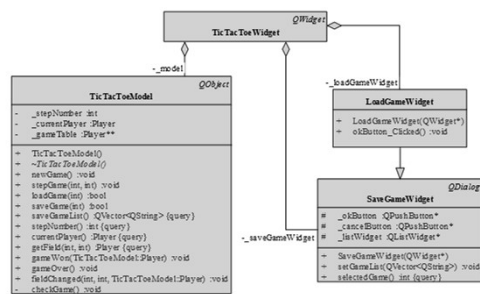 QWidget
TicTacToeWidget
-_model
-_loadGameWidget
QObject
TicTacToeModel
- _stepNumber :int
- _currentPlayer :Player
- _gameTable :Player**
+ TicTacToeModel()
+ ~TicTacToeModel()
+ newGame() :void
+ stepGame(int, int) :void
+ loadGame(int) :bool
+ saveGame(int) :bool
+ saveGameList() :QVector<QString> {query}
+ stepNumber() :int {query}
+ currentPlayer() :Player {query}
+ getField(int, int) :Player {query}
+ gameWon(TicTacToeModel::Player) :void
+ gameOver() :void
+ fieldChanged(int, int, TicTacToeModel::Player) :void
- checkGame() :void
LoadGameWidget
+ LoadGameWidget(QWidget*)
+ okButton_Clicked() :void
-_saveGameWidget
QDialog
SaveGameWidget
# _okButton :QPushButton*
# _cancelButton :QPushButton*
# _listWidget :QListWidget*
+ SaveGameWidget(QWidget*)
+ setGameList(QVector<QString>) :void
+ selectedGame() :int {query}